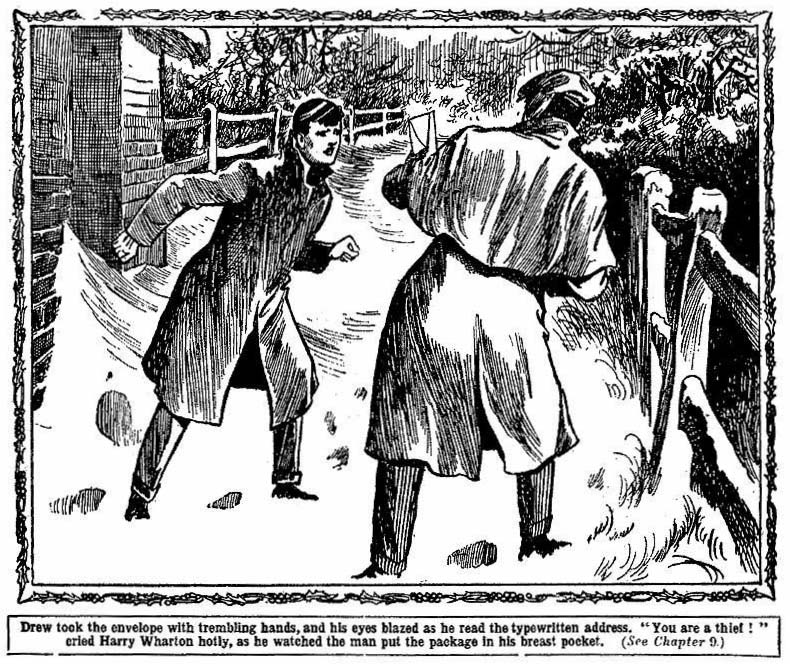 Drew took the envelope with trembling hands, and his eyes blazed as he read the typewritten address. "You are a thief!"
cried Harry Wharton hotly, as he watched the man put the package in his breast pocket. (See Chapter 9.)